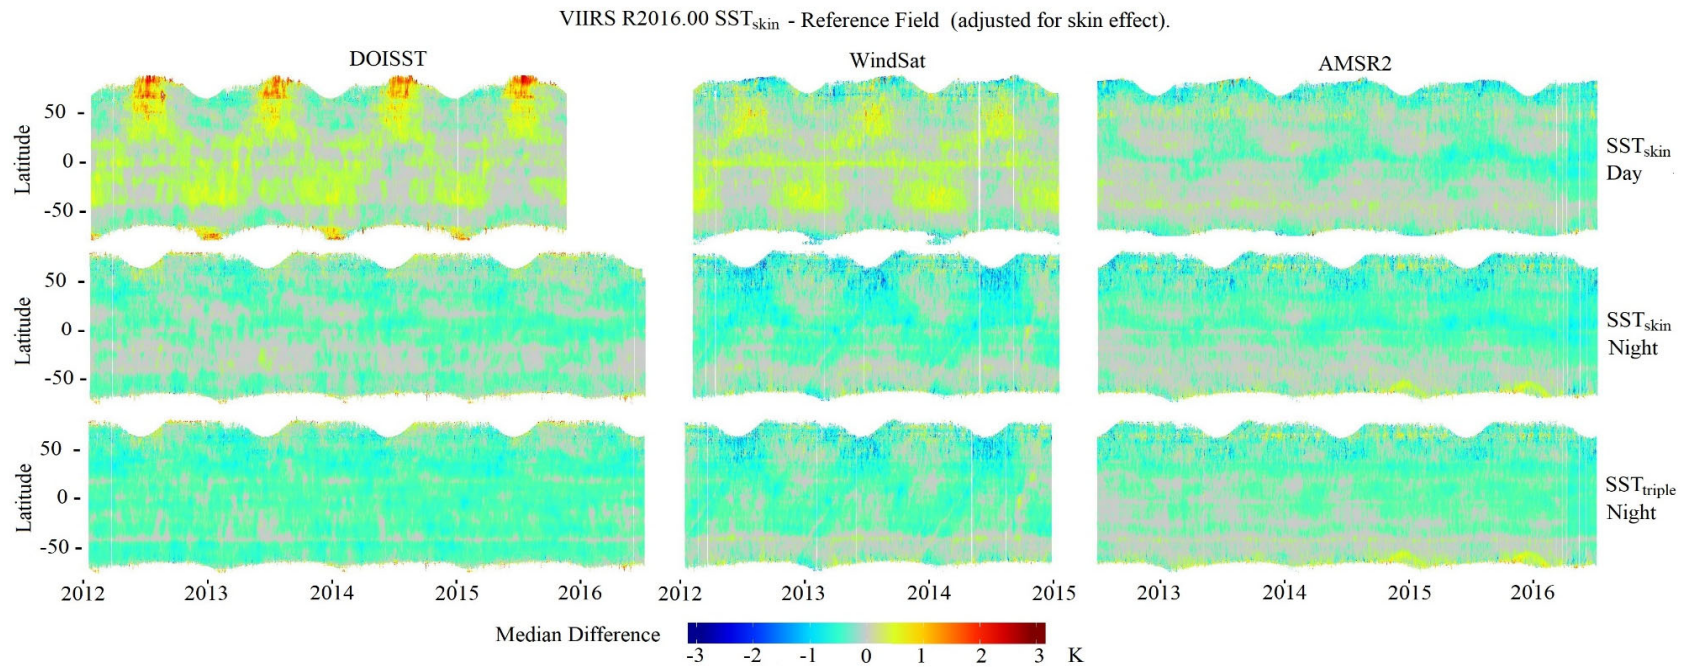 VIIRS R2016.00 SSTskin - Reference Field (adjusted for skin effect).
DOISST WindSat AMSR2
Latitude
50 -
0 -
-50 -
SSTskin
Day
Latitude
50 -
0 -
-50 -
SSTskin
Night
Latitude
50 -
0 -
-50 -
SSTtriple
Night
2012 2013 2014 2015 2016 2012 2013 2014 2015 2013 2014 2015 2016
Median Difference
-3 -2 -1 0 1 2 3 K